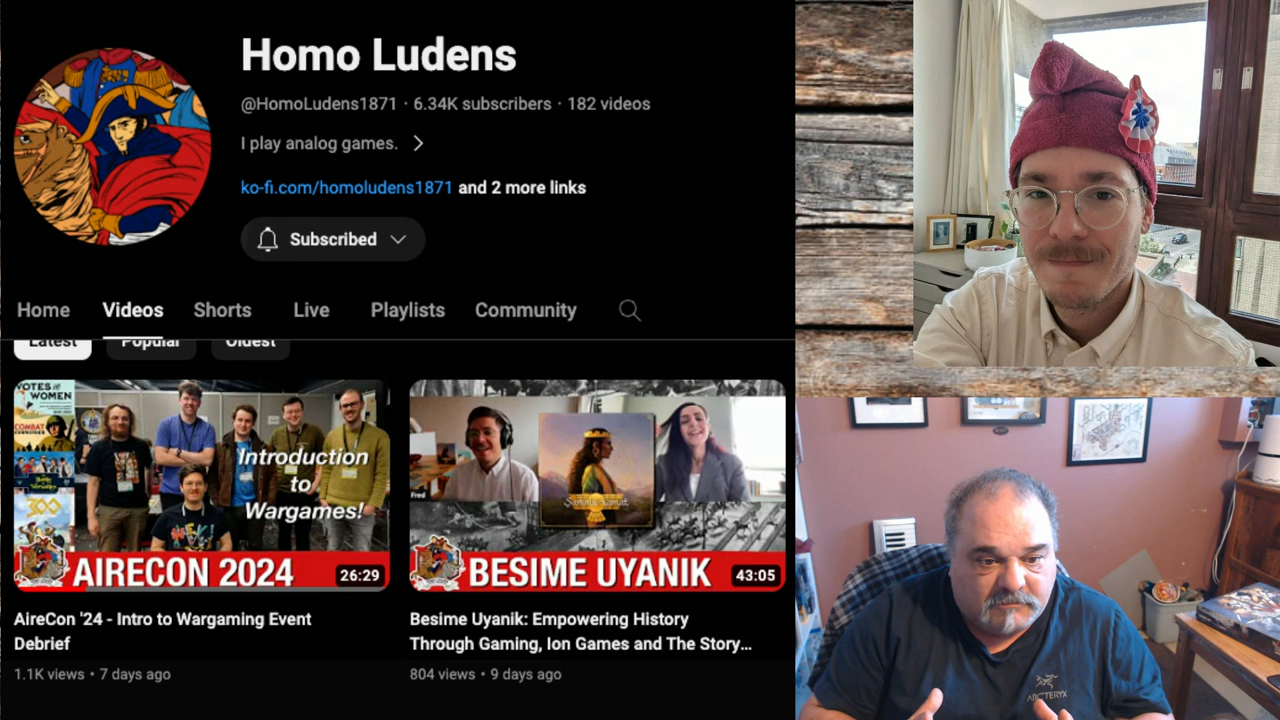 Homo Ludens
@HomoLudens1871 · 6.34K subscribers · 182 videos
I play analog games.
ko-fi.com/homoludens1871 and 2 more links
Subscribed
Home Videos Shorts Live Playlists Community
Latest Popular Oldest
VOTES for WOMEN
COMBAT
300
Introduction
to
Wargames!
AIRECON 2024
26:29
AireCon '24 - Intro to Wargaming Event
Debrief
1.1K views • 7 days ago
Fred
BESIME UYANIK
43:05
Besime Uyanik: Empowering History
Through Gaming, Ion Games and The Story...
804 views • 9 days ago
ARC'TERYX